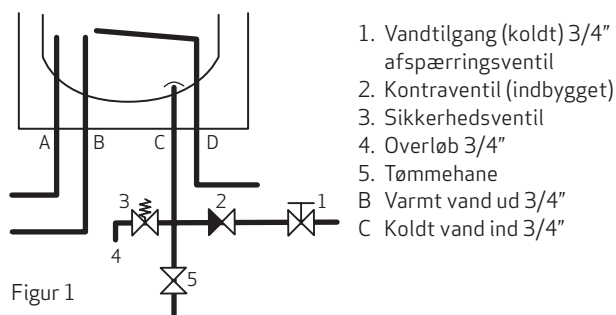 A B C D
3 2 1
4
5
Figur 1
1. Vandtilgang (koldt) 3/4”
afspærringsventil
2. Kontraventil (indbygget)
3. Sikkerhedsventil
4. Overløb 3/4”
5. Tømmehane
B Varmt vand ud 3/4”
C Koldt vand ind 3/4”